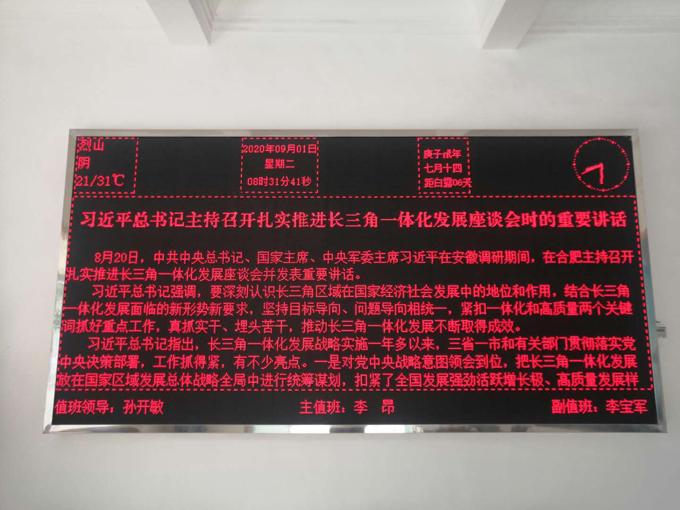 烈山
阴
21/31℃
2020年09月01日
星期二
08时31分41秒
庚子年
七月十四
距白露06天
习近平总书记主持召开扎实推进长三角一体化发展座谈会时的重要讲话
8月20日，中共中央总书记、国家主席、中央军委主席习近平在安徽调研期间，在合肥主持召开
扎实推进长三角一体化发展座谈会并发表重要讲话。
习近平总书记强调，要深刻认识长三角区域在国家经济社会发展中的地位和作用，结合长三角
一体化发展面临的新形势新要求，坚持目标导向、问题导向相统一，紧扣一体化和高质量两个关键
词抓好重点工作，真抓实干、埋头苦干，推动长三角一体化发展不断取得成效。
习近平总书记指出，长三角一体化发展战略实施一年多以来，三省一市和有关部门贯彻落实党
中央决策部署，工作抓得紧，有不少亮点。一是对党中央战略意图领会到位，把长三角一体化发展
放在国家区域发展总体战略全局中进行统筹谋划，扣紧了全国发展强劲活跃增长极、高质量发展样
值班领导：孙开敏
主值班：李 昂
副值班：李宝军